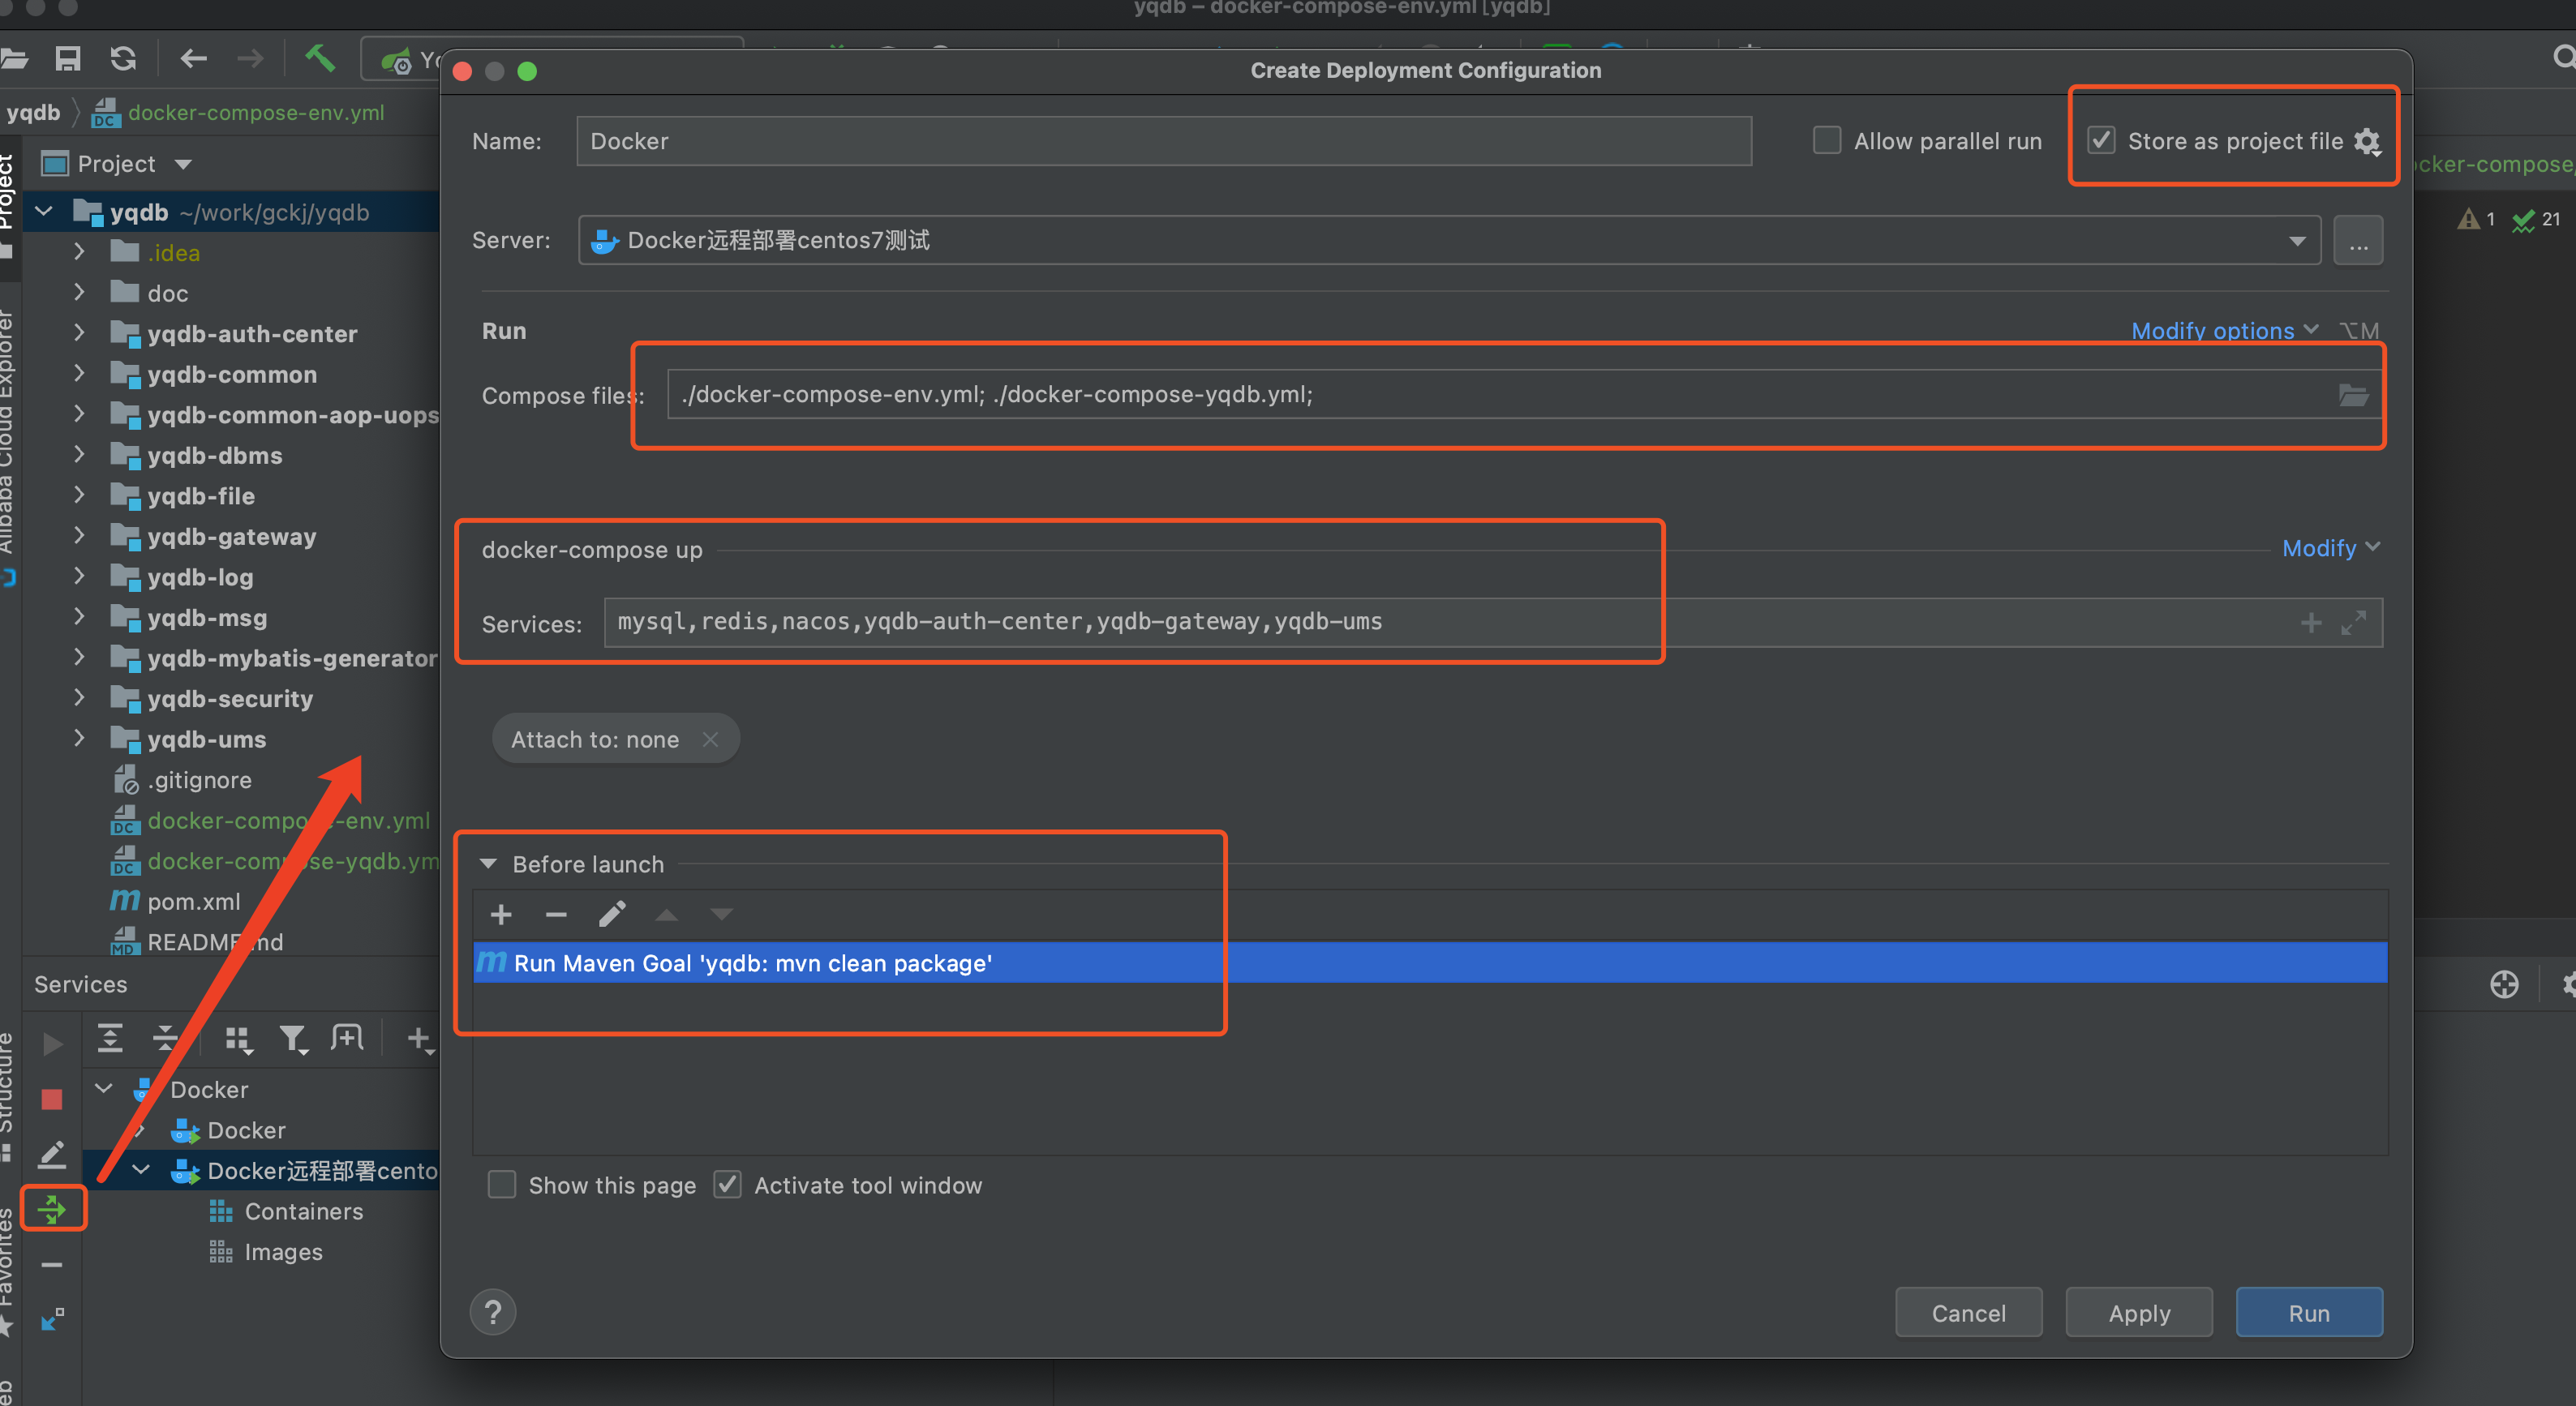 yqdb – docker-compose-env.yml [yqdb]
Create Deployment Configuration
yqdb
docker-compose-env.yml
Project
yqdb ~/work/gckj/yqdb
.idea
doc
yqdb-auth-center
yqdb-common
yqdb-common-aop-uops
yqdb-dbms
yqdb-file
yqdb-gateway
yqdb-log
yqdb-msg
yqdb-mybatis-generator
yqdb-security
yqdb-ums
.gitignore
docker-compose-env.yml
docker-compose-yqdb.ym
pom.xml
README.md
Project
Alibaba Cloud Explorer
Structure
Favorites
Services
Docker
Docker
Docker远程部署cento
Containers
Images
Name: Docker
Allow parallel run
Store as project file
Server: Docker远程部署centos7测试
...
Run
Modify options ⌥M
Compose files: ./docker-compose-env.yml; ./docker-compose-yqdb.yml;
docker-compose up
Modify
Services: mysql,redis,nacos,yqdb-auth-center,yqdb-gateway,yqdb-ums
Attach to: none
Before launch
m Run Maven Goal 'yqdb: mvn clean package'
Show this page
Activate tool window
?
Cancel
Apply
Run
1
21